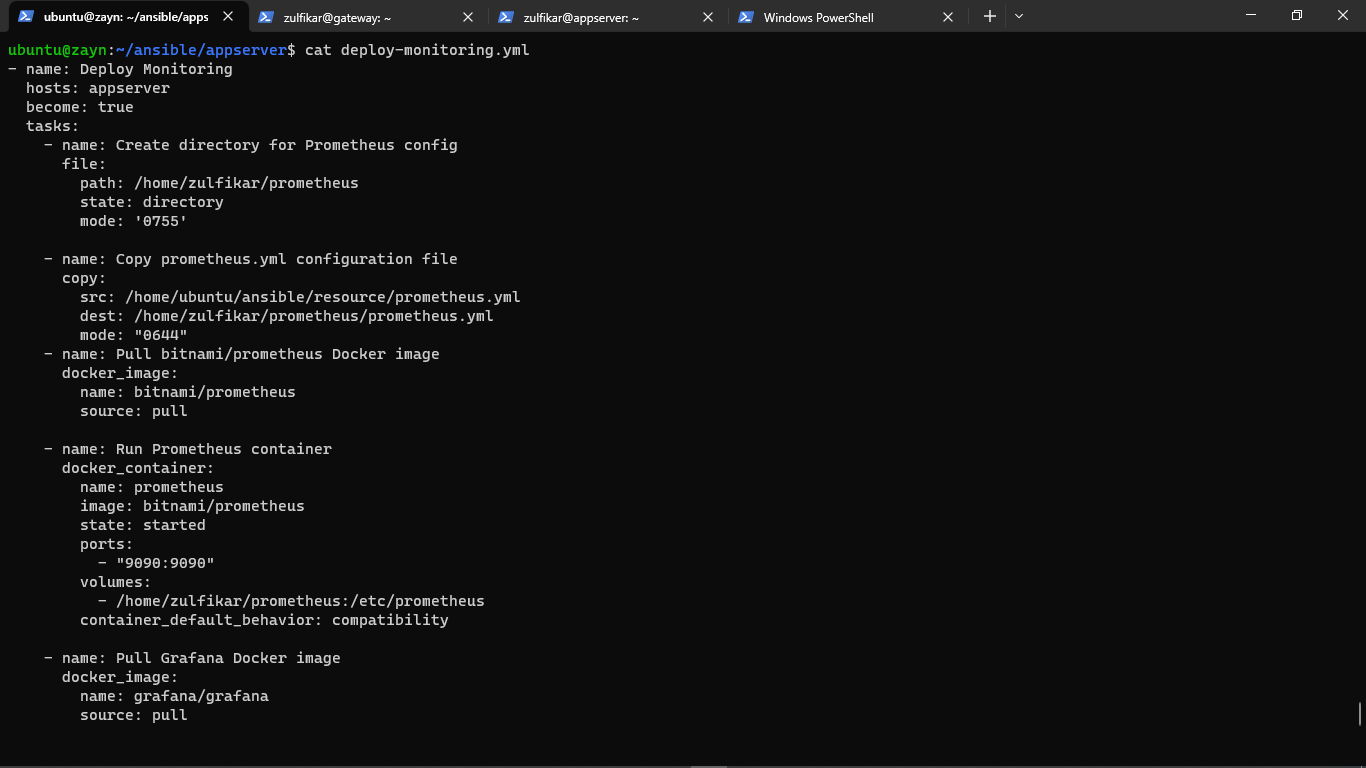 ubuntu@zayn: ~/ansible/apps
zulfikar@gateway: ~
zulfikar@appserver: ~
Windows PowerShell
ubuntu@zayn:~/ansible/appserver$ cat deploy-monitoring.yml
- name: Deploy Monitoring
  hosts: appserver
  become: true
  tasks:
    - name: Create directory for Prometheus config
      file:
        path: /home/zulfikar/prometheus
        state: directory
        mode: '0755'

    - name: Copy prometheus.yml configuration file
      copy:
        src: /home/ubuntu/ansible/resource/prometheus.yml
        dest: /home/zulfikar/prometheus/prometheus.yml
        mode: "0644"
    - name: Pull bitnami/prometheus Docker image
      docker_image:
        name: bitnami/prometheus
        source: pull

    - name: Run Prometheus container
      docker_container:
        name: prometheus
        image: bitnami/prometheus
        state: started
        ports:
          - "9090:9090"
        volumes:
          - /home/zulfikar/prometheus:/etc/prometheus
        container_default_behavior: compatibility

    - name: Pull Grafana Docker image
      docker_image:
        name: grafana/grafana
        source: pull